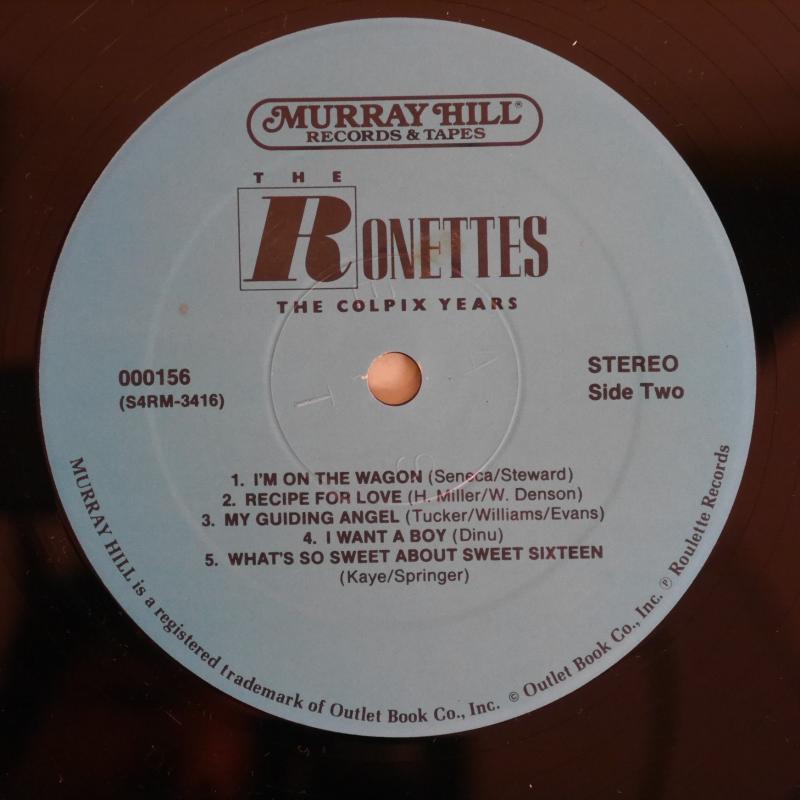 MURRAY HILL®
RECORDS & TAPES
THE
RONETTES
THE COLPIX YEARS
000156
(S4RM-3416)
STEREO
Side Two
1. I'M ON THE WAGON (Seneca/Steward)
2. RECIPE FOR LOVE (H. Miller/W. Denson)
3. MY GUIDING ANGEL (Tucker/Williams/Evans)
4. I WANT A BOY (Dinu)
5. WHAT'S SO SWEET ABOUT SWEET SIXTEEN
(Kaye/Springer)
MURRAY HILL is a registered trademark of Outlet Book Co., Inc. © Outlet Book Co., Inc. ℗ Roulette Records